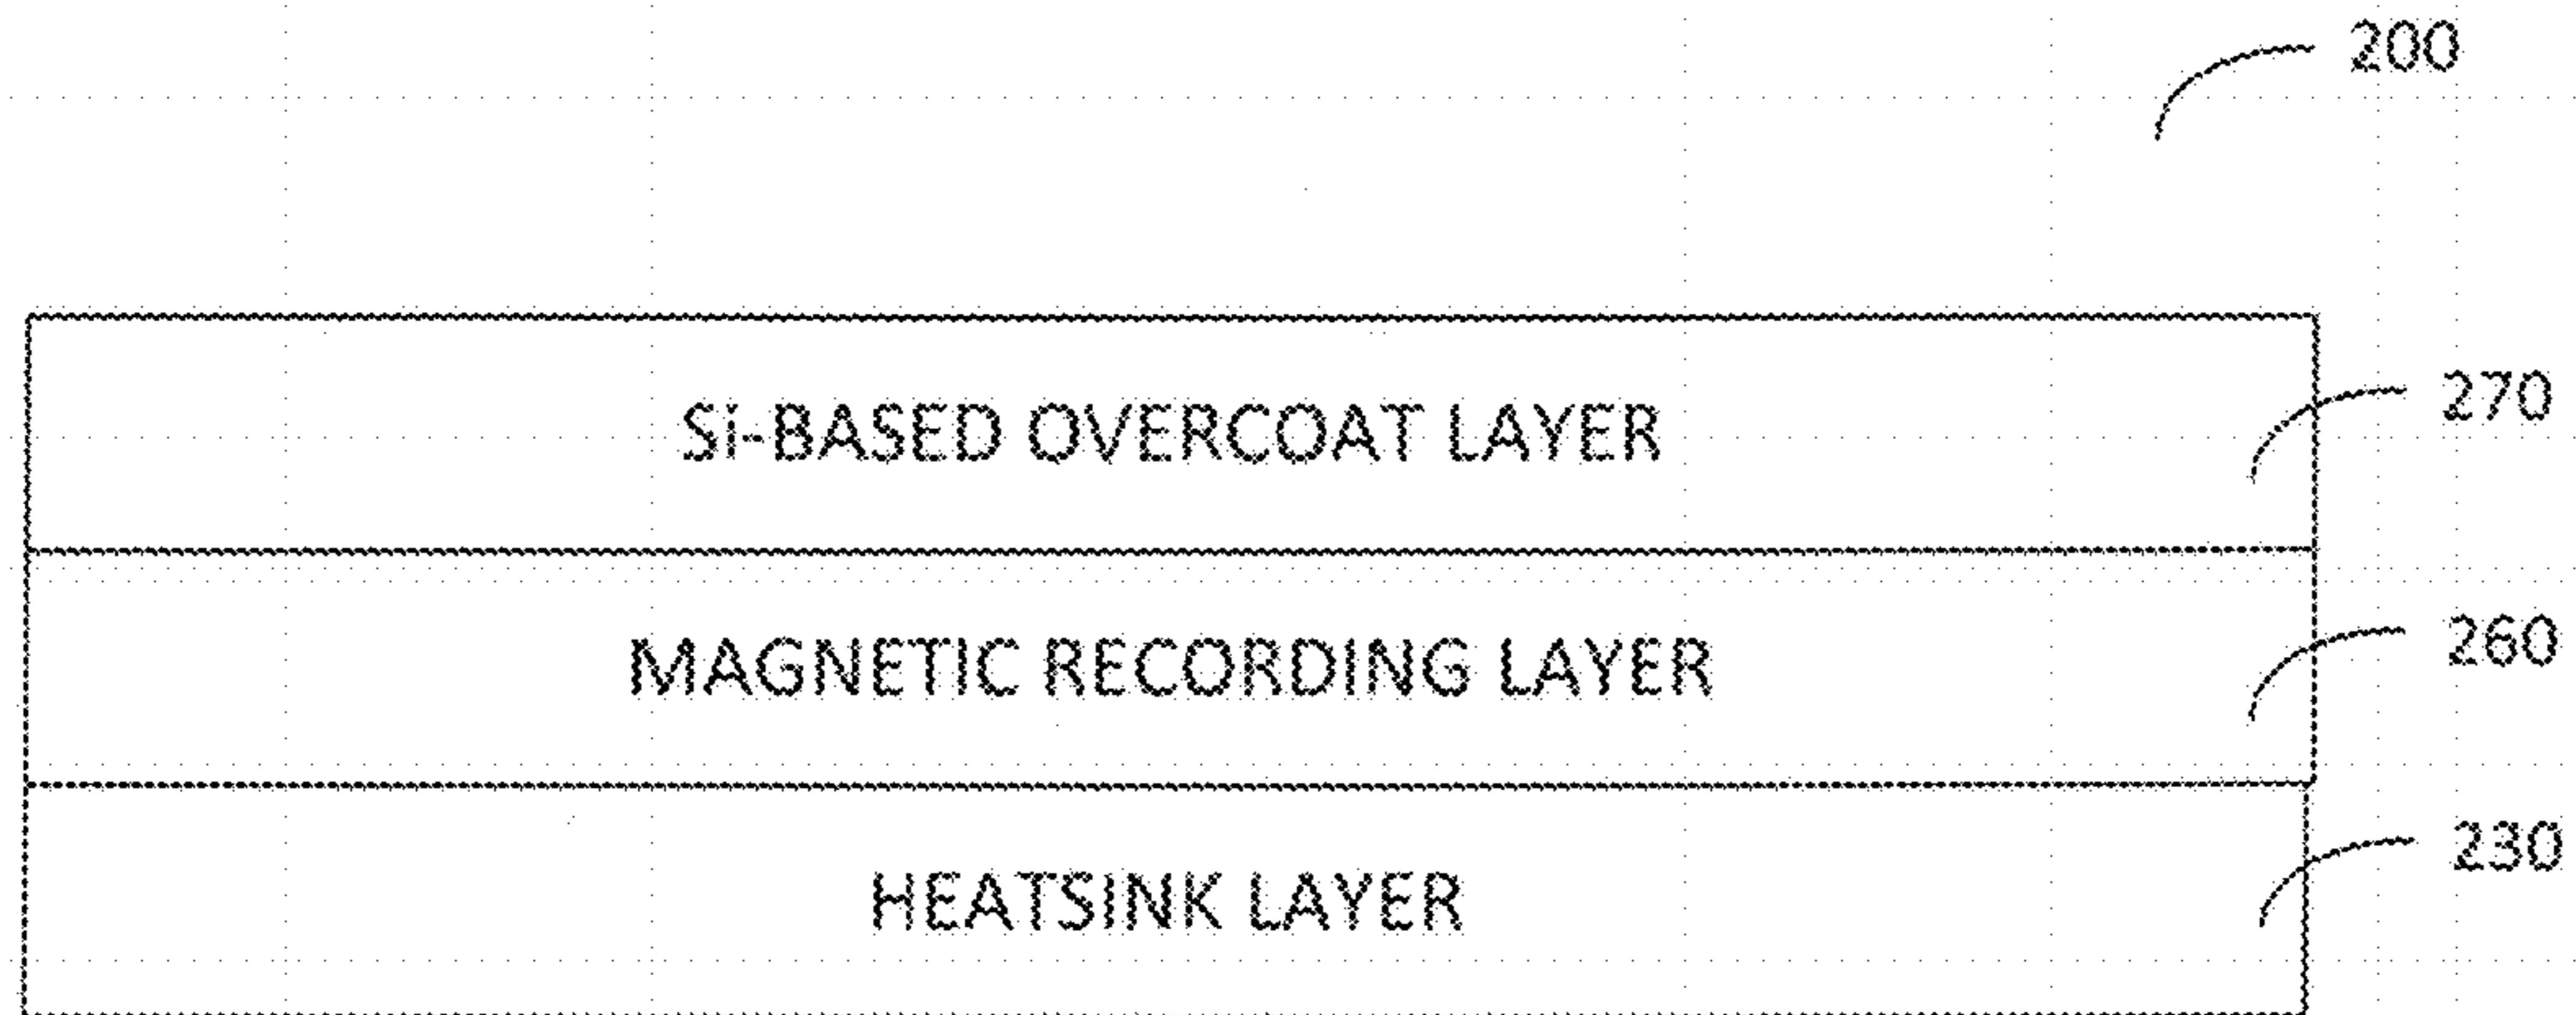 200
Si-BASED OVERCOAT LAYER
270
MAGNETIC RECORDING LAYER
260
HEATSINK LAYER
230